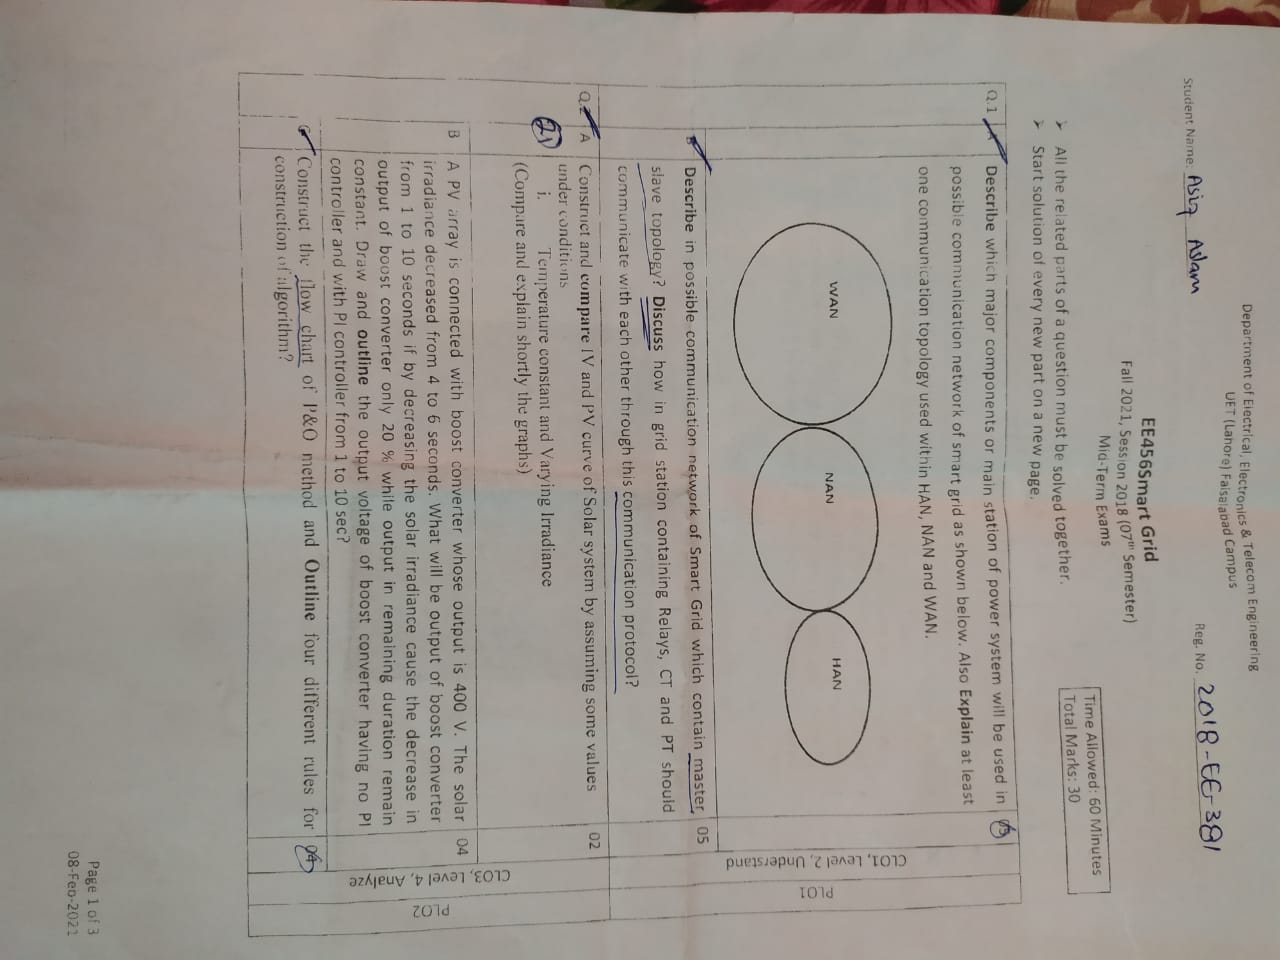 Department of Electrical, Electronics & Telecom Engineering
UET (Lahore) Faisalabad Campus
Student Name: Asiq Aslam
Reg. No. 2018-EE-381
EE456Smart Grid
Fall 2021, Session 2018 (07th Semester)
Mid-Term Exams
Time Allowed: 60 Minutes
Total Marks: 30
➢ All the related parts of a question must be solved together.
➢ Start solution of every new part on a new page.
Q.1 A Describe which major components or main station of power system will be used in 05
possible communication network of smart grid as shown below. Also Explain at least
one communication topology used within HAN, NAN and WAN.
WAN
NAN
HAN
CLO1, Level 2, Understand
PLO1
B Describe in possible communication network of Smart Grid which contain master 05
slave topology? Discuss how in grid station containing Relays, CT and PT should
communicate with each other through this communication protocol?
Q.2 A Construct and compare IV and PV curve of Solar system by assuming some values 02
under conditions
i. Temperature constant and Varying Irradiance
(Compare and explain shortly the graphs)
B A PV array is connected with boost converter whose output is 400 V. The solar 04
irradiance decreased from 4 to 6 seconds. What will be output of boost converter
from 1 to 10 seconds if by decreasing the solar irradiance cause the decrease in
output of boost converter only 20 % while output in remaining duration remain
constant. Draw and outline the output voltage of boost converter having no PI
controller and with PI controller from 1 to 10 sec?
CLO3, Level 4, Analyze
PLO2
C Construct the flow chart of P&O method and Outline four different rules for 04
construction of algorithm?
Page 1 of 3
08-Feb-2021